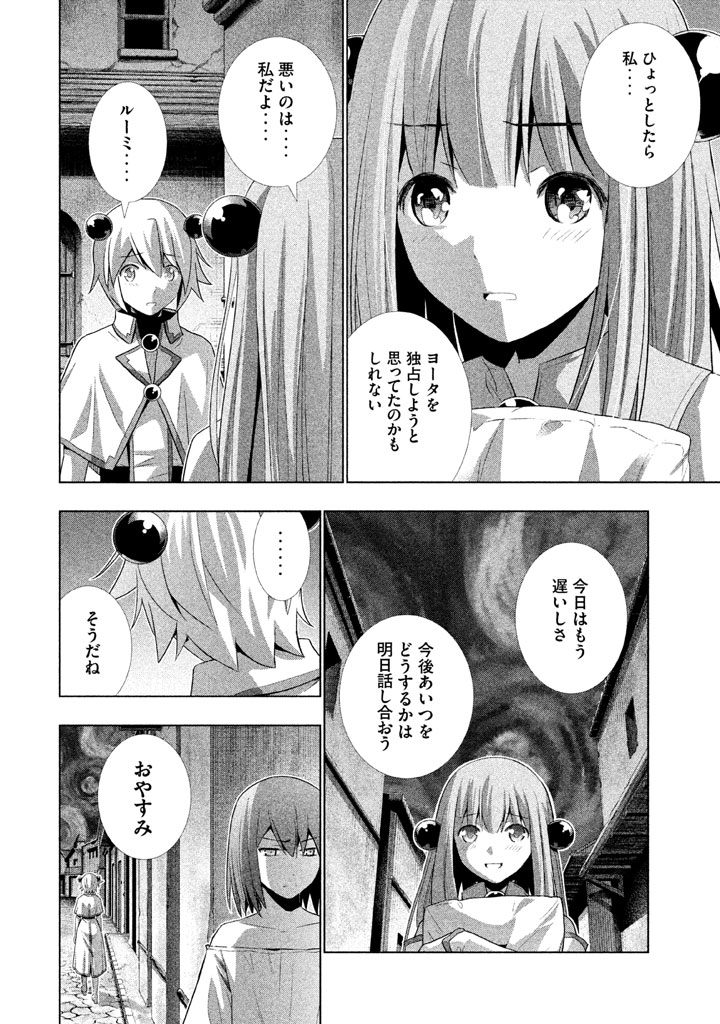 ひょっとしたら
私‥‥
ヨータを
独占しようと
思ってたのかも
しれない
悪いのは‥‥
私だよ‥‥
ルーミ‥‥
今日はもう
遅いしさ
今後あいつを
どうするかは
明日話し合おう
‥‥‥
そうだね
おやすみ